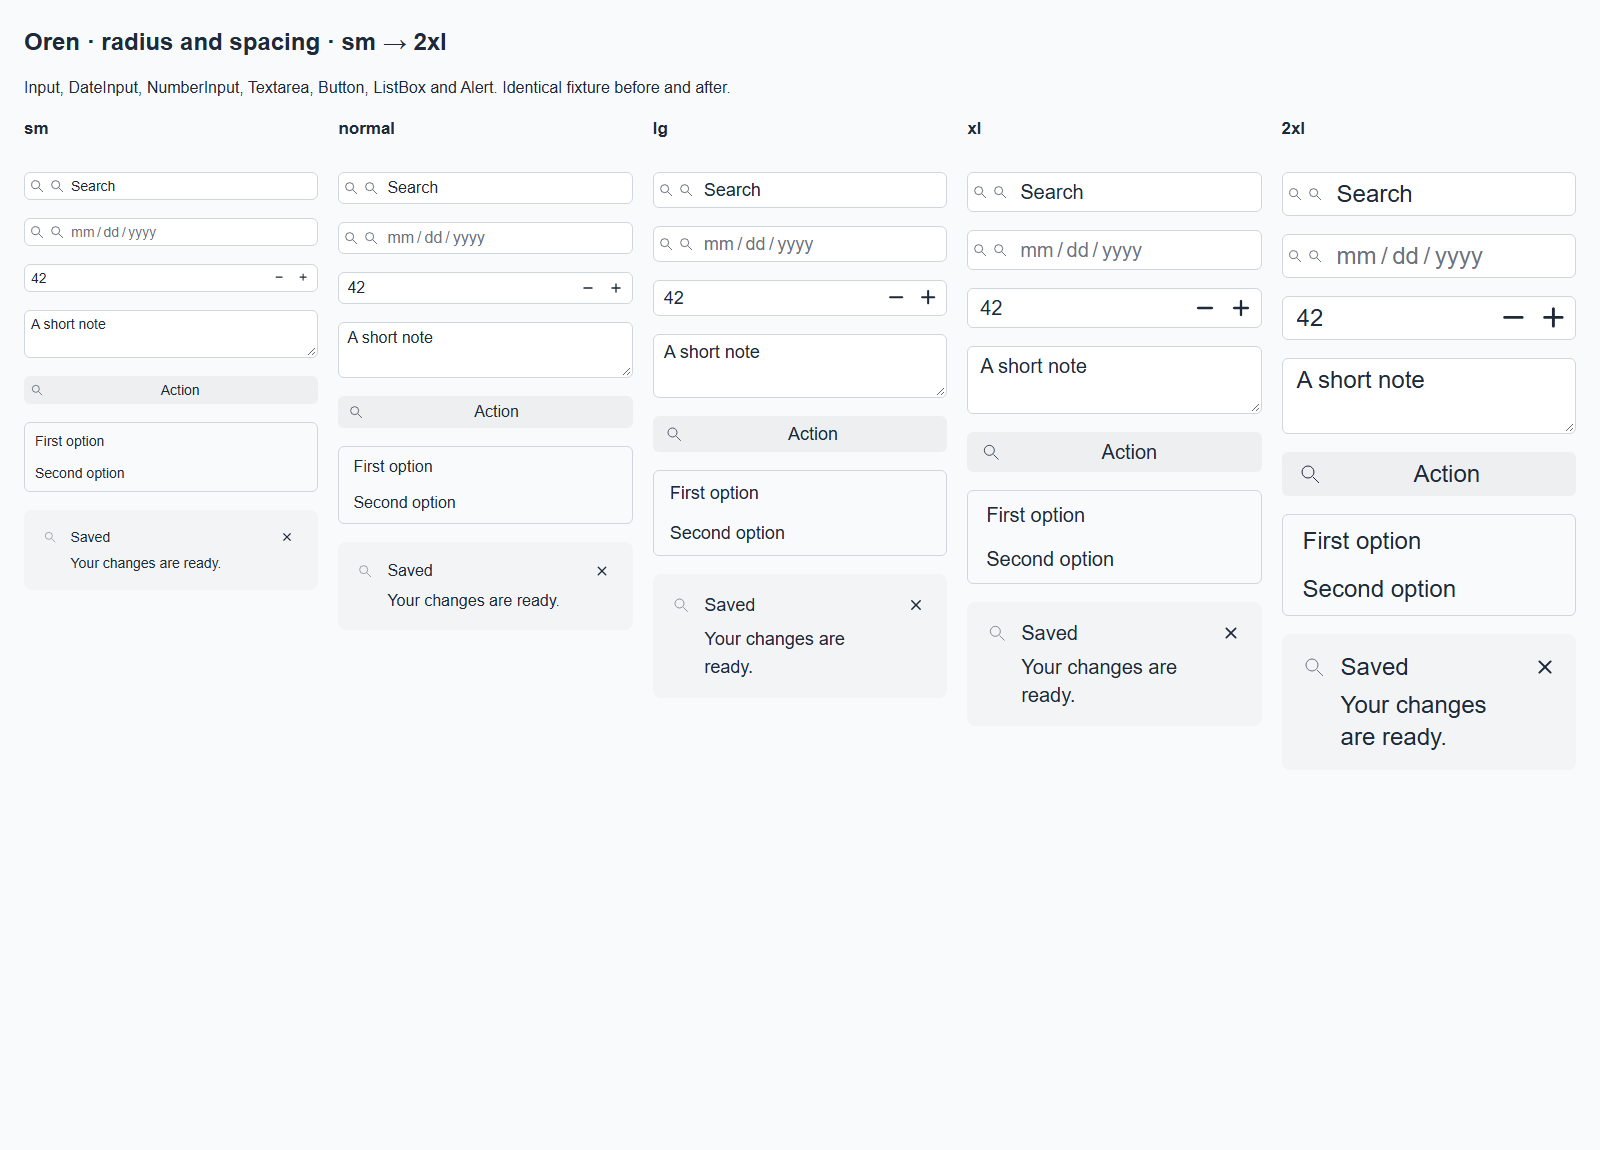 Oren · radius and spacing · sm → 2xl
Input, DateInput, NumberInput, Textarea, Button, ListBox and Alert. Identical fixture before and after.
sm
Search
mm/dd/yyyy
42
A short note
Action
First option
Second option
Saved
Your changes are ready.
normal
Search
mm/dd/yyyy
42
A short note
Action
First option
Second option
Saved
Your changes are ready.
lg
Search
mm/dd/yyyy
42
A short note
Action
First option
Second option
Saved
Your changes are
ready.
xl
Search
mm/dd/yyyy
42
A short note
Action
First option
Second option
Saved
Your changes are
ready.
2xl
Search
mm/dd/yyyy
42
A short note
Action
First option
Second option
Saved
Your changes
are ready.